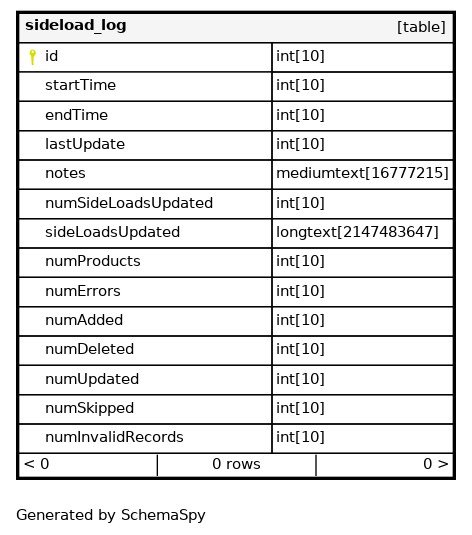 sideload_log [table]
id int[10]
startTime int[10]
endTime int[10]
lastUpdate int[10]
notes mediumtext[16777215]
numSideLoadsUpdated int[10]
sideLoadsUpdated longtext[2147483647]
numProducts int[10]
numErrors int[10]
numAdded int[10]
numDeleted int[10]
numUpdated int[10]
numSkipped int[10]
numInvalidRecords int[10]
< 0 0 rows 0 >
Generated by SchemaSpy